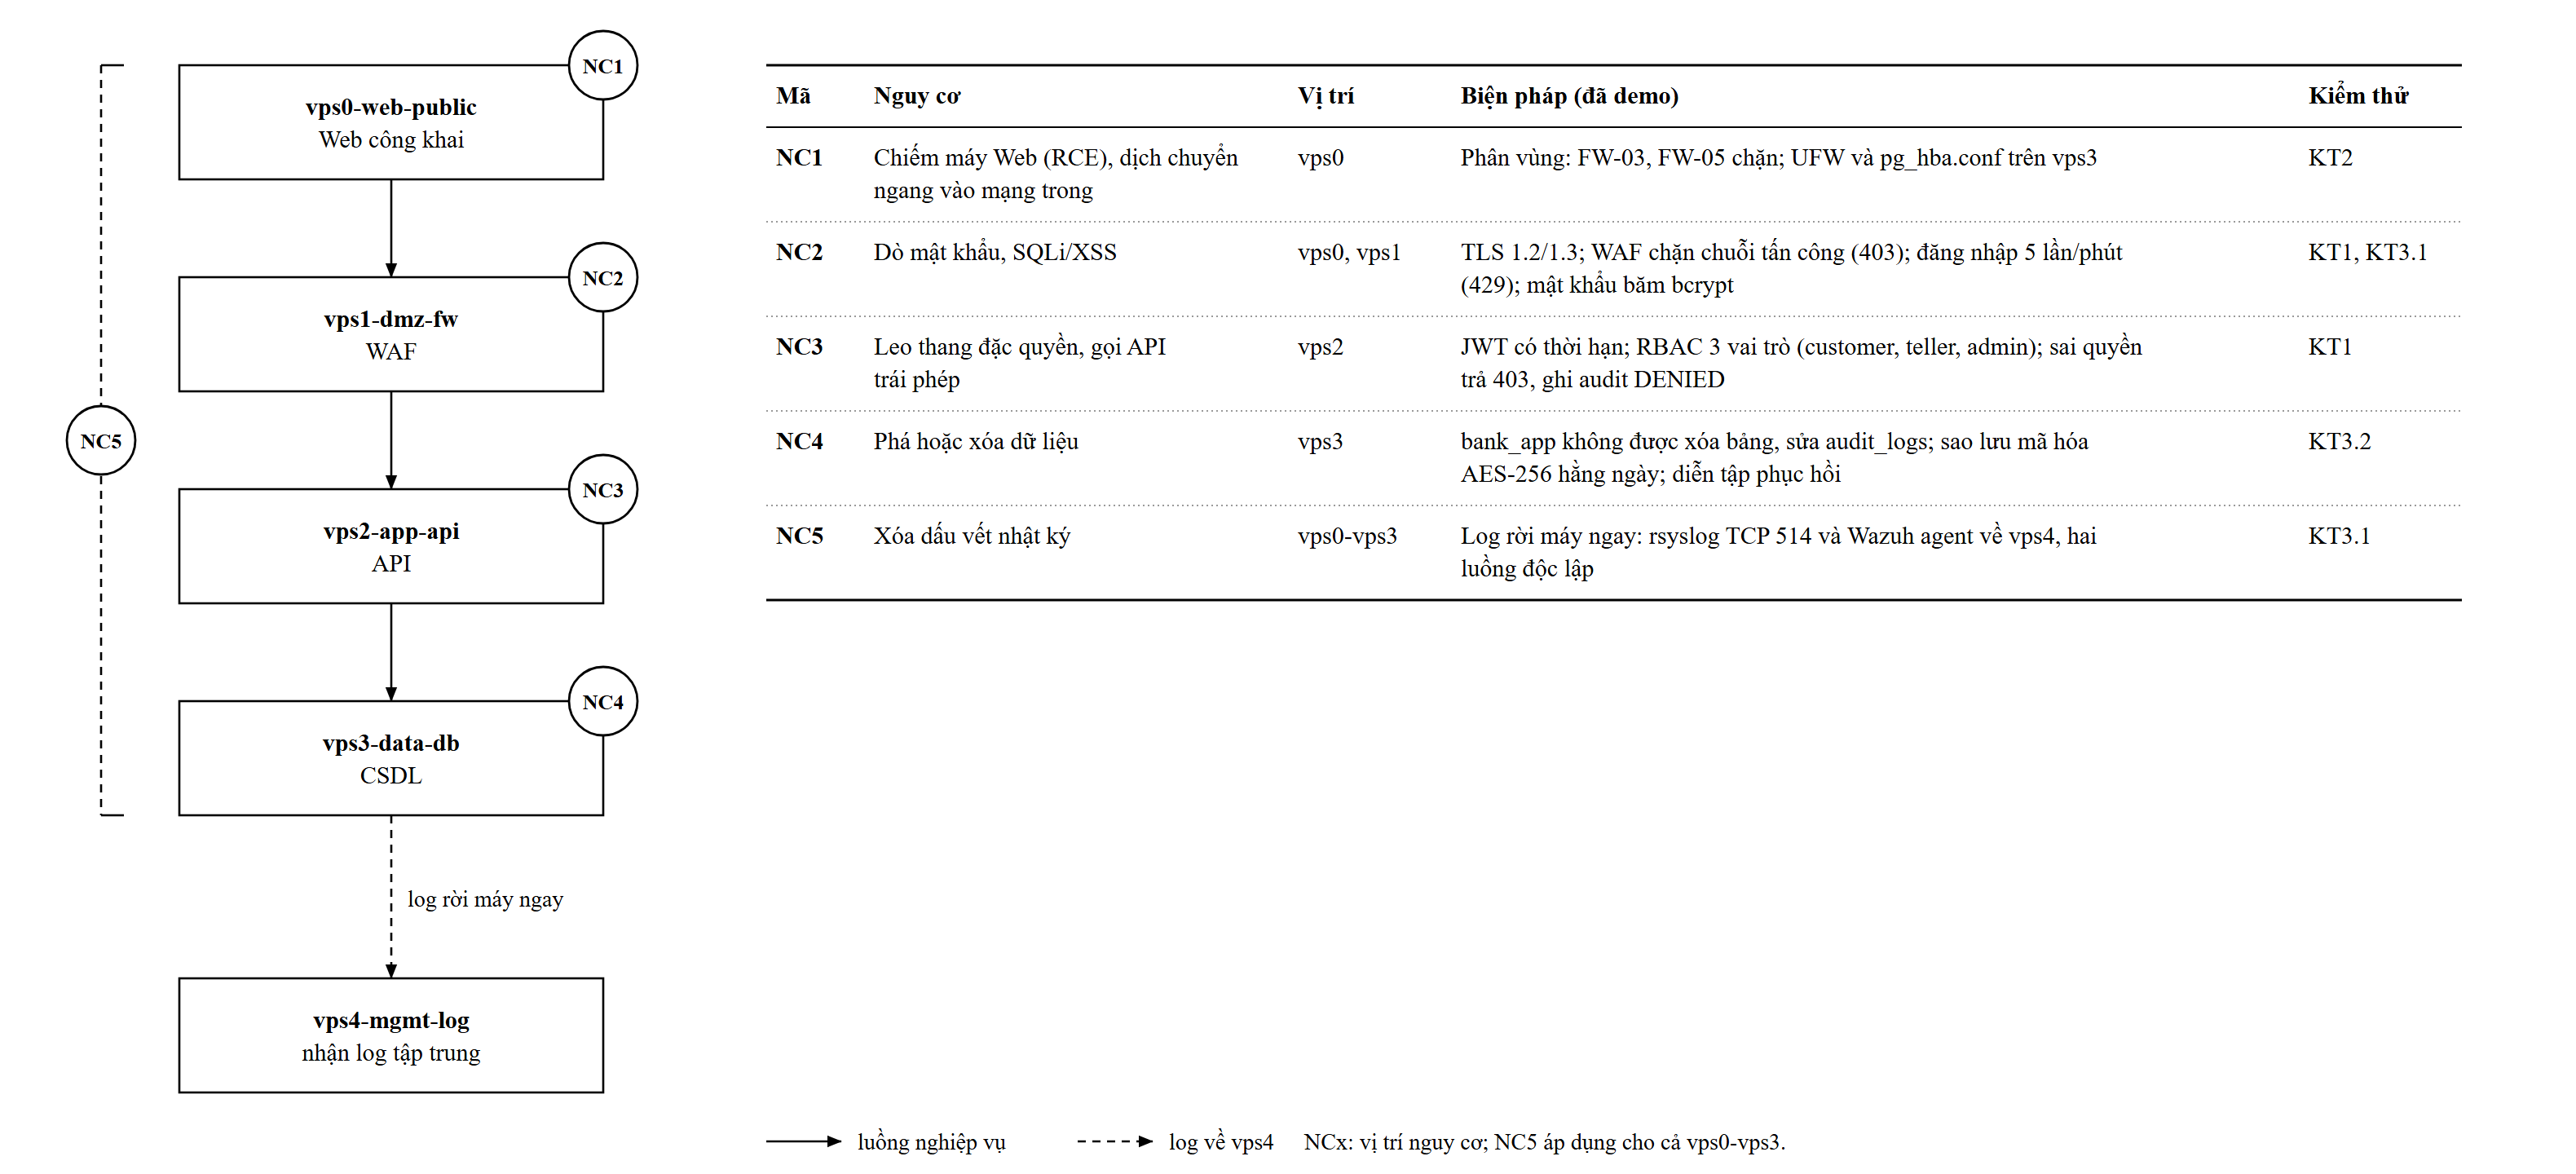 NC1
vps0-web-public
Web công khai
NC2
vps1-dmz-fw
WAF
NC5
NC3
vps2-app-api
API
NC4
vps3-data-db
CSDL
log rời máy ngay
vps4-mgmt-log
nhận log tập trung
Mã Nguy cơ Vị trí Biện pháp (đã demo) Kiểm thử
NC1 Chiếm máy Web (RCE), dịch chuyển vps0 Phân vùng: FW-03, FW-05 chặn; UFW và pg_hba.conf trên vps3 KT2
ngang vào mạng trong
NC2 Dò mật khẩu, SQLi/XSS vps0, vps1 TLS 1.2/1.3; WAF chặn chuỗi tấn công (403); đăng nhập 5 lần/phút KT1, KT3.1
(429); mật khẩu băm bcrypt
NC3 Leo thang đặc quyền, gọi API vps2 JWT có thời hạn; RBAC 3 vai trò (customer, teller, admin); sai quyền KT1
trái phép trả 403, ghi audit DENIED
NC4 Phá hoặc xóa dữ liệu vps3 bank_app không được xóa bảng, sửa audit_logs; sao lưu mã hóa KT3.2
AES-256 hằng ngày; diễn tập phục hồi
NC5 Xóa dấu vết nhật ký vps0-vps3 Log rời máy ngay: rsyslog TCP 514 và Wazuh agent về vps4, hai KT3.1
luồng độc lập
luồng nghiệp vụ log về vps4 NCx: vị trí nguy cơ; NC5 áp dụng cho cả vps0-vps3.